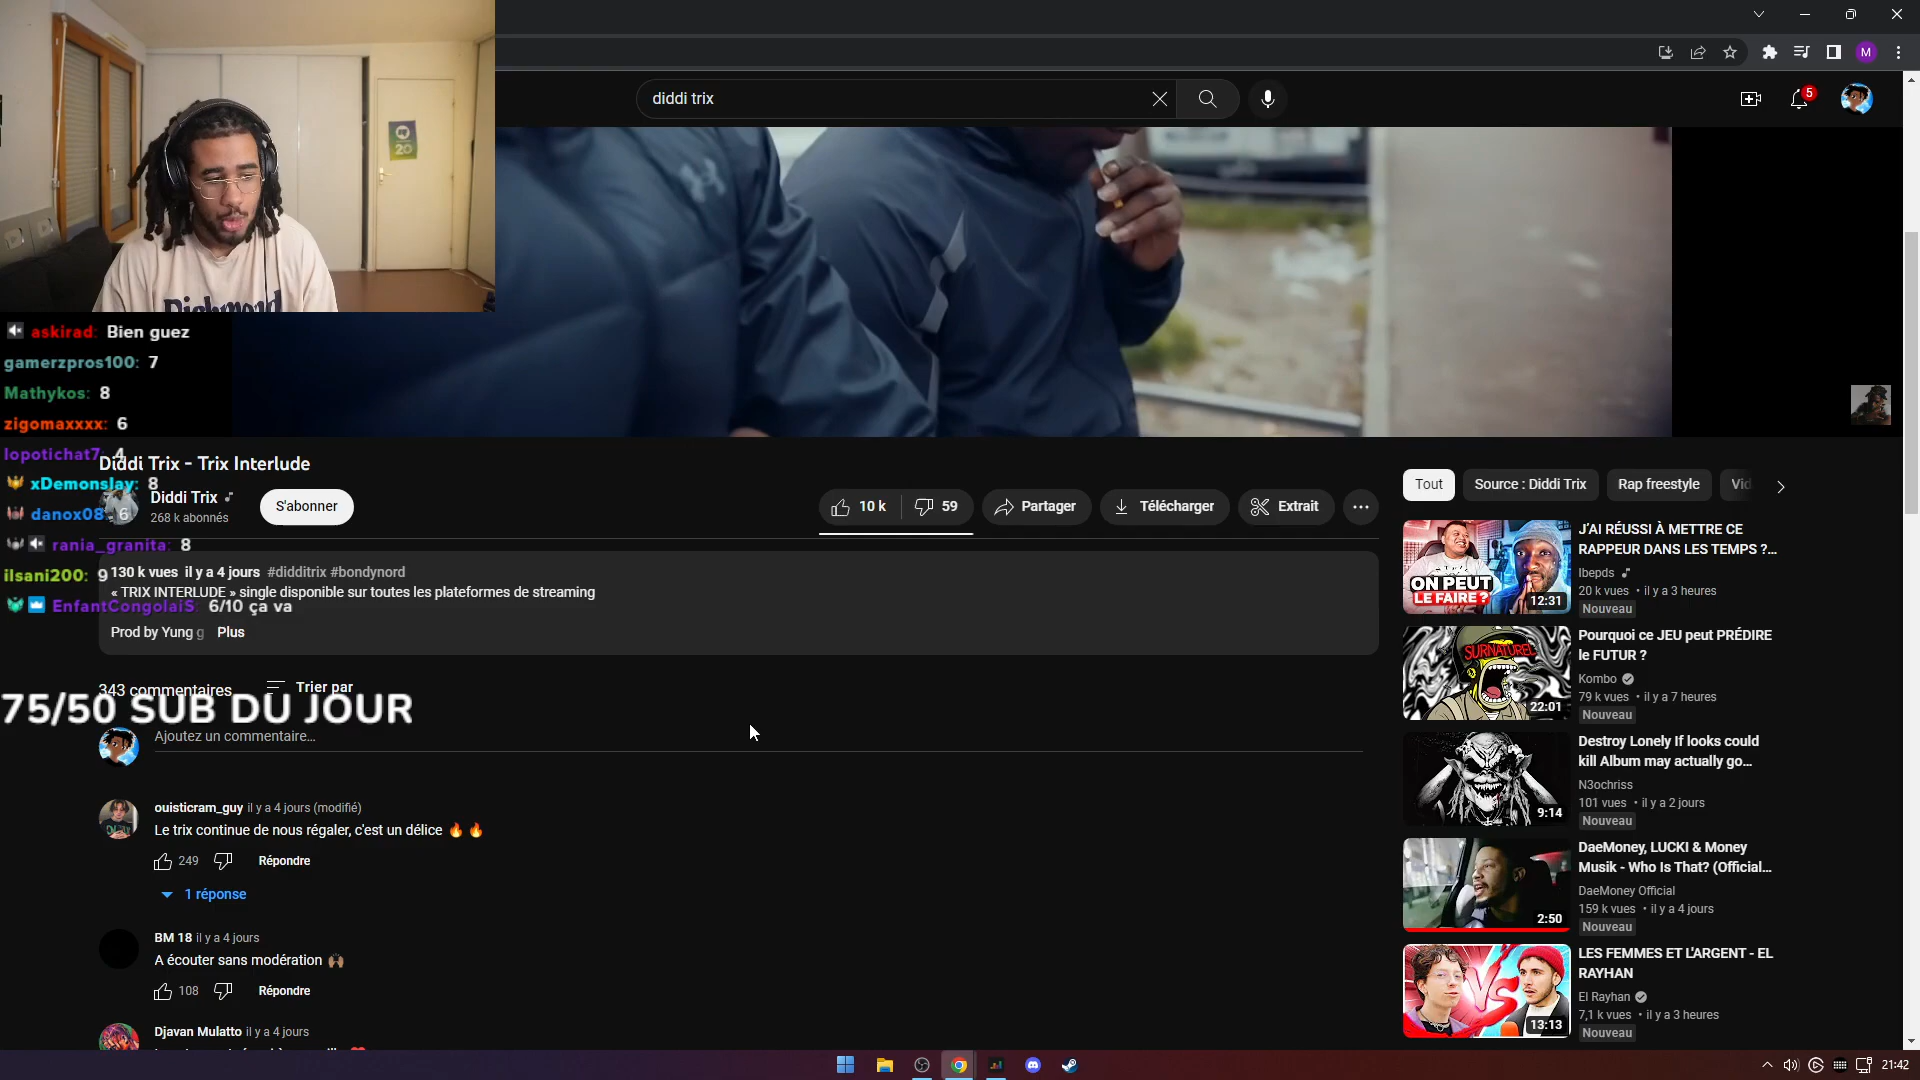 diddi trix
5
M
20
Richmond
askirad: Bien guez
gamerzpros100: 7
Mathykos: 8
zigomaxxxx: 6
lopotichat7: 4
xDemonslay: 8
danox08: 6
rania_granita: 8
ilsani200: 9
EnfantCongolaiS: 6/10 ça va
75/50 SUB DU JOUR
Diddi Trix - Trix Interlude
Diddi Trix
268 k abonnés
S'abonner
10 k
59
Partager
Télécharger
Extrait
130 k vues il y a 4 jours #didditrix #bondynord
« TRIX INTERLUDE » single disponible sur toutes les plateformes de streaming
Prod by Yung g Plus
343 commentaires
Trier par
Ajoutez un commentaire...
ouisticram_guy il y a 4 jours (modifié)
Le trix continue de nous régaler, c'est un délice 🔥 🔥
249
Répondre
1 réponse
BM 18 il y a 4 jours
A écouter sans modération 🙌🏾
108
Répondre
Djavan Mulatto il y a 4 jours
Tout
Source : Diddi Trix
Rap freestyle
Vid
ON PEUT
LE FAIRE ?
12:31
J'AI RÉUSSI À METTRE CE
RAPPEUR DANS LES TEMPS ?...
Ibepds
20 k vues • il y a 3 heures
Nouveau
SURNATUREL
22:01
Pourquoi ce JEU peut PRÉDIRE
le FUTUR ?
Kombo
79 k vues • il y a 7 heures
Nouveau
9:14
Destroy Lonely If looks could
kill Album may actually go...
N3ochriss
101 vues • il y a 2 jours
Nouveau
2:50
DaeMoney, LUCKI & Money
Musik - Who Is That? (Official...
DaeMoney Official
159 k vues • il y a 4 jours
Nouveau
VS
13:13
LES FEMMES ET L'ARGENT - EL
RAYHAN
El Rayhan
7,1 k vues • il y a 3 heures
Nouveau
21:42